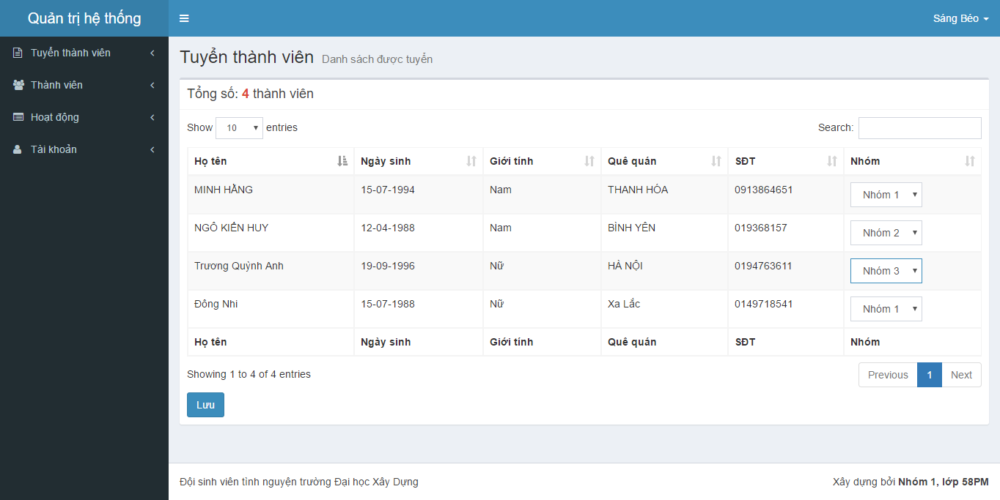 Quản trị hệ thống
Sáng Béo
Tuyển thành viên
Thành viên
Hoạt động
Tài khoản
Tuyển thành viên Danh sách được tuyển
Tổng số: 4 thành viên
Show 10 entries Search:
Họ tên Ngày sinh Giới tính Quê quán SĐT Nhóm
MINH HẰNG 15-07-1994 Nam THANH HÓA 0913864651 Nhóm 1
NGÔ KIẾN HUY 12-04-1988 Nam BÌNH YÊN 019368157 Nhóm 2
Trương Quỳnh Anh 19-09-1996 Nữ HÀ NỘI 0194763611 Nhóm 3
Đông Nhi 15-07-1988 Nữ Xa Lắc 0149718541 Nhóm 1
Họ tên Ngày sinh Giới tính Quê quán SĐT Nhóm
Showing 1 to 4 of 4 entries Previous 1 Next
Lưu
Đội sinh viên tình nguyện trường Đại học Xây Dựng Xây dựng bởi Nhóm 1, lớp 58PM